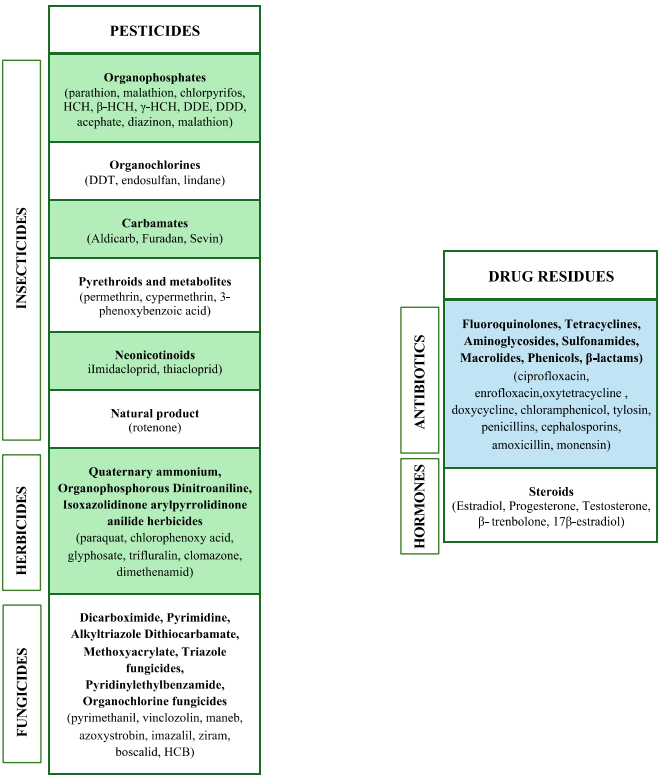 PESTICIDES
INSECTICIDES
Organophosphates
(parathion, malathion, chlorpyrifos,
HCH, β-HCH, γ-HCH, DDE, DDD,
acephate, diazinon, malathion)
Organochlorines
(DDT, endosulfan, lindane)
Carbamates
(Aldicarb, Furadan, Sevin)
Pyrethroids and metabolites
(permethrin, cypermethrin, 3-
phenoxybenzoic acid)
Neonicotinoids
iImidacloprid, thiacloprid)
Natural product
(rotenone)
HERBICIDES
Quaternary ammonium,
Organophosphorous Dinitroaniline,
Isoxazolidinone arylpyrrolidinone
anilide herbicides
(paraquat, chlorophenoxy acid,
glyphosate, trifluralin, clomazone,
dimethenamid)
FUNGICIDES
Dicarboximide, Pyrimidine,
Alkyltriazole Dithiocarbamate,
Methoxyacrylate, Triazole
fungicides,
Pyridinylethylbenzamide,
Organochlorine fungicides
(pyrimethanil, vinclozolin, maneb,
azoxystrobin, imazalil, ziram,
boscalid, HCB)
DRUG RESIDUES
ANTIBIOTICS
Fluoroquinolones, Tetracyclines,
Aminoglycosides, Sulfonamides,
Macrolides, Phenicols, β-lactams)
(ciprofloxacin,
enrofloxacin,oxytetracycline ,
doxycycline, chloramphenicol, tylosin,
penicillins, cephalosporins,
amoxicillin, monensin)
HORMONES
Steroids
(Estradiol, Progesterone, Testosterone,
β- trenbolone, 17β-estradiol)